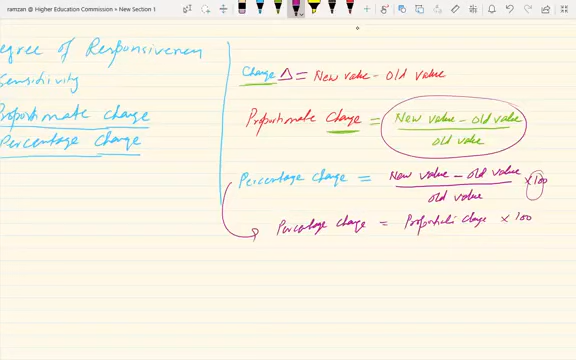 ramzan @ Higher Education Commission » New Section 1
egree of Responsiveness
Sensitivity
Proportionate change
Percentage Change
Change Δ = New value - Old value
Proportionate Change = New value - old value
old value
Percentage change = New value - old value × 100
old value
Percentage change = Proportionate change × 100